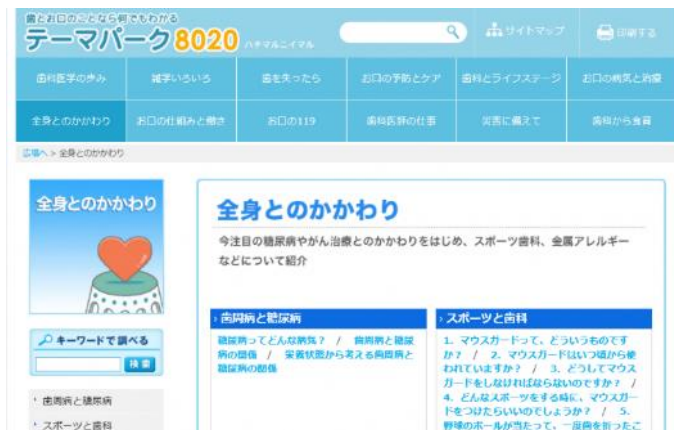 歯とお口のことなら何でもわかる
テーマパーク8020
ハチマルニイマル
サイトマップ
印刷する
歯科医学の歩み
雑学いろいろ
歯を失ったら
お口の予防とケア
歯科とライフステージ
お口の病気と治療
全身とのかかわり
お口の仕組みと働き
お口の119
歯科医師の仕事
災害に備えて
歯科から食育
広場へ > 全身とのかかわり
全身とのかかわり
全身とのかかわり
今注目の糖尿病やがん治療とのかかわりをはじめ、スポーツ歯科、金属アレルギー
などについて紹介
キーワードで調べる
検索
歯周病と糖尿病
スポーツと歯科
歯周病と糖尿病
糖尿病ってどんな病気? / 歯周病と糖尿
病の関係 / 栄養状態から考える歯周病と
糖尿病の関係
スポーツと歯科
1. マウスガードって、どういうものです
か? / 2. マウスガードはいつ頃から使
われていますか? / 3. どうしてマウス
ガードをしなければならないのですか? /
4. どんなスポーツをする時に、マウスガー
ドをつけたらいいのでしょうか? / 5.
野球のボールが当たって、一度歯を折ったこ